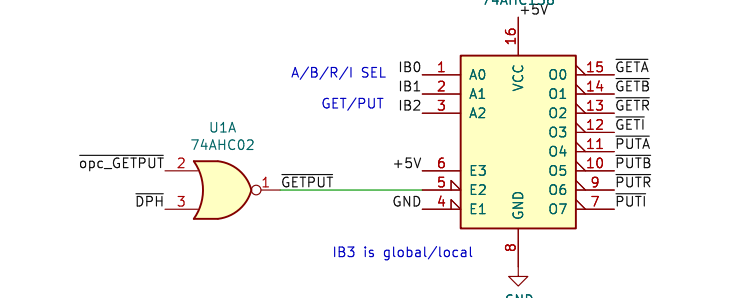 +5V
16
A/B/R/I SEL
GET/PUT
IB0 1 A0
IB1 2 A1
IB2 3 A2
VCC
O0 15 GETA
O1 14 GETB
O2 13 GETR
O3 12 GETI
O4 11 PUTA
O5 10 PUTB
O6 9 PUTR
O7 7 PUTI
U1A
74AHC02
opc_GETPUT 2
DPH 3
1 GETPUT
+5V 6 E3
5 E2
GND 4 E1
GND
8
IB3 is global/local